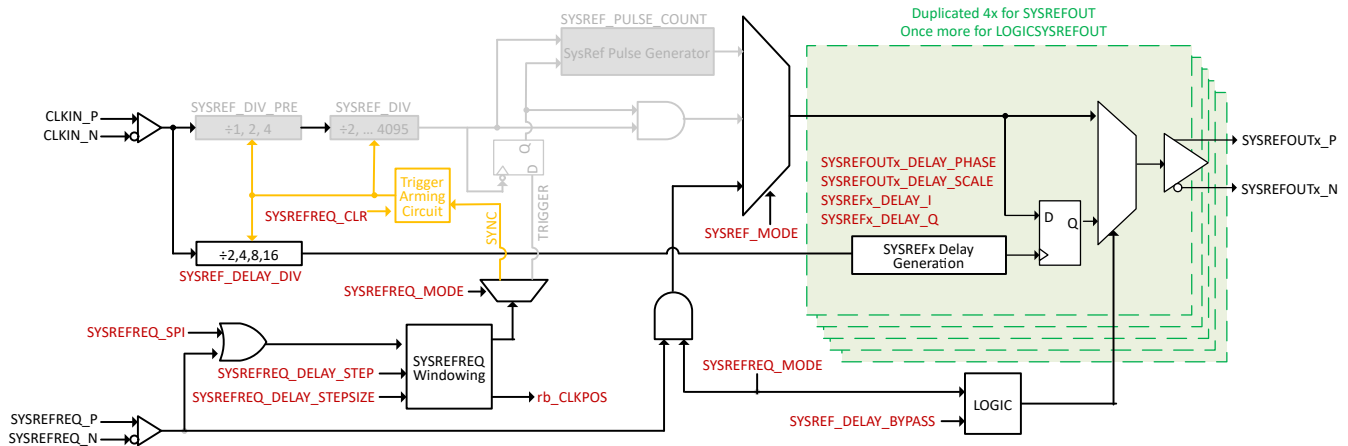 Duplicated 4x for SYSREFOUT
Once more for LOGICSYSREFOUT
SYSREF_PULSE_COUNT
SysRef Pulse Generator
CLKIN_P
CLKIN_N
SYSREF_DIV_PRE
÷1, 2, 4
SYSREF_DIV
÷2, ... 4095
Q
D
TRIGGER
SYNC
Trigger
Arming
Circuit
SYSREFREQ_CLR
÷2,4,8,16
SYSREF_DELAY_DIV
SYSREF_MODE
SYSREFOUTx_DELAY_PHASE
SYSREFOUTx_DELAY_SCALE
SYSREFx_DELAY_I
SYSREFx_DELAY_Q
SYSREFx Delay
Generation
D
Q
SYSREFOUTx_P
SYSREFOUTx_N
SYSREFREQ_MODE
SYSREFREQ_SPI
SYSREFREQ_DELAY_STEP
SYSREFREQ_DELAY_STEPSIZE
SYSREFREQ
Windowing
rb_CLKPOS
SYSREFREQ_P
SYSREFREQ_N
SYSREFREQ_MODE
SYSREF_DELAY_BYPASS
LOGIC